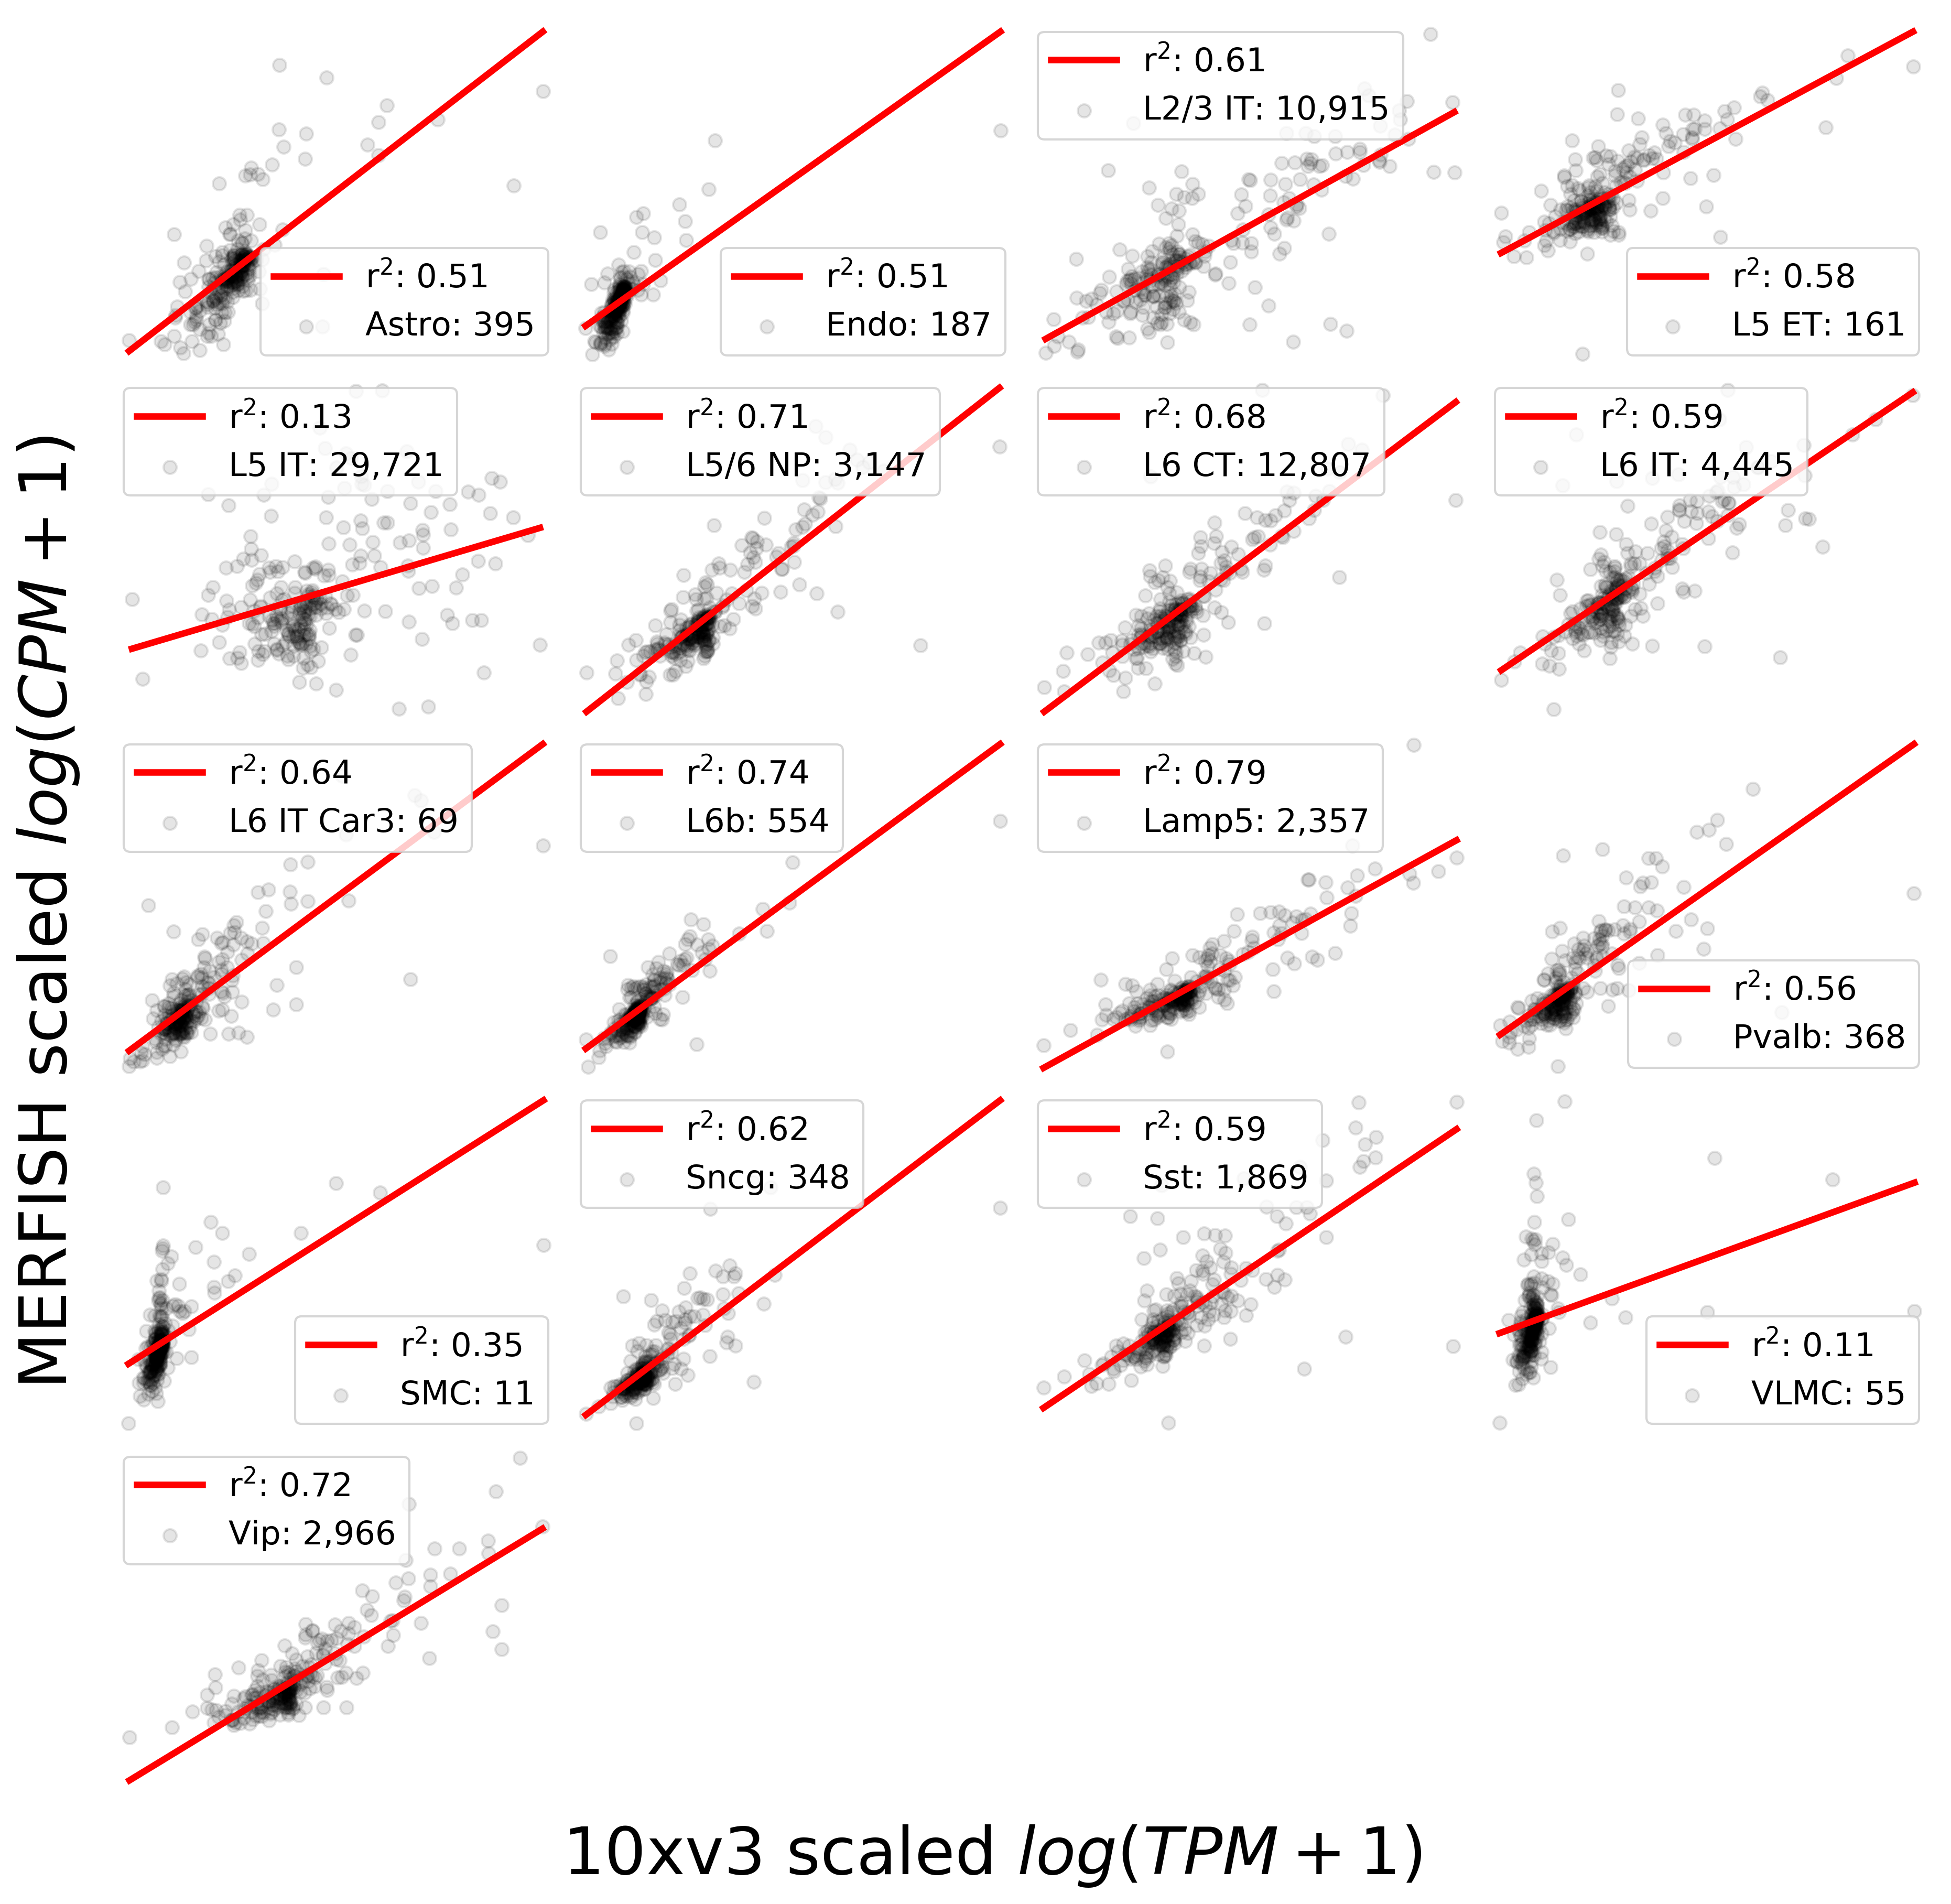 r²: 0.51
Astro: 395
r²: 0.51
Endo: 187
r²: 0.61
L2/3 IT: 10,915
r²: 0.58
L5 ET: 161
r²: 0.13
L5 IT: 29,721
r²: 0.71
L5/6 NP: 3,147
r²: 0.68
L6 CT: 12,807
r²: 0.59
L6 IT: 4,445
r²: 0.64
L6 IT Car3: 69
r²: 0.74
L6b: 554
r²: 0.79
Lamp5: 2,357
r²: 0.56
Pvalb: 368
r²: 0.35
SMC: 11
r²: 0.62
Sncg: 348
r²: 0.59
Sst: 1,869
r²: 0.11
VLMC: 55
r²: 0.72
Vip: 2,966
MERFISH scaled log(CPM + 1)
10xv3 scaled log(TPM + 1)